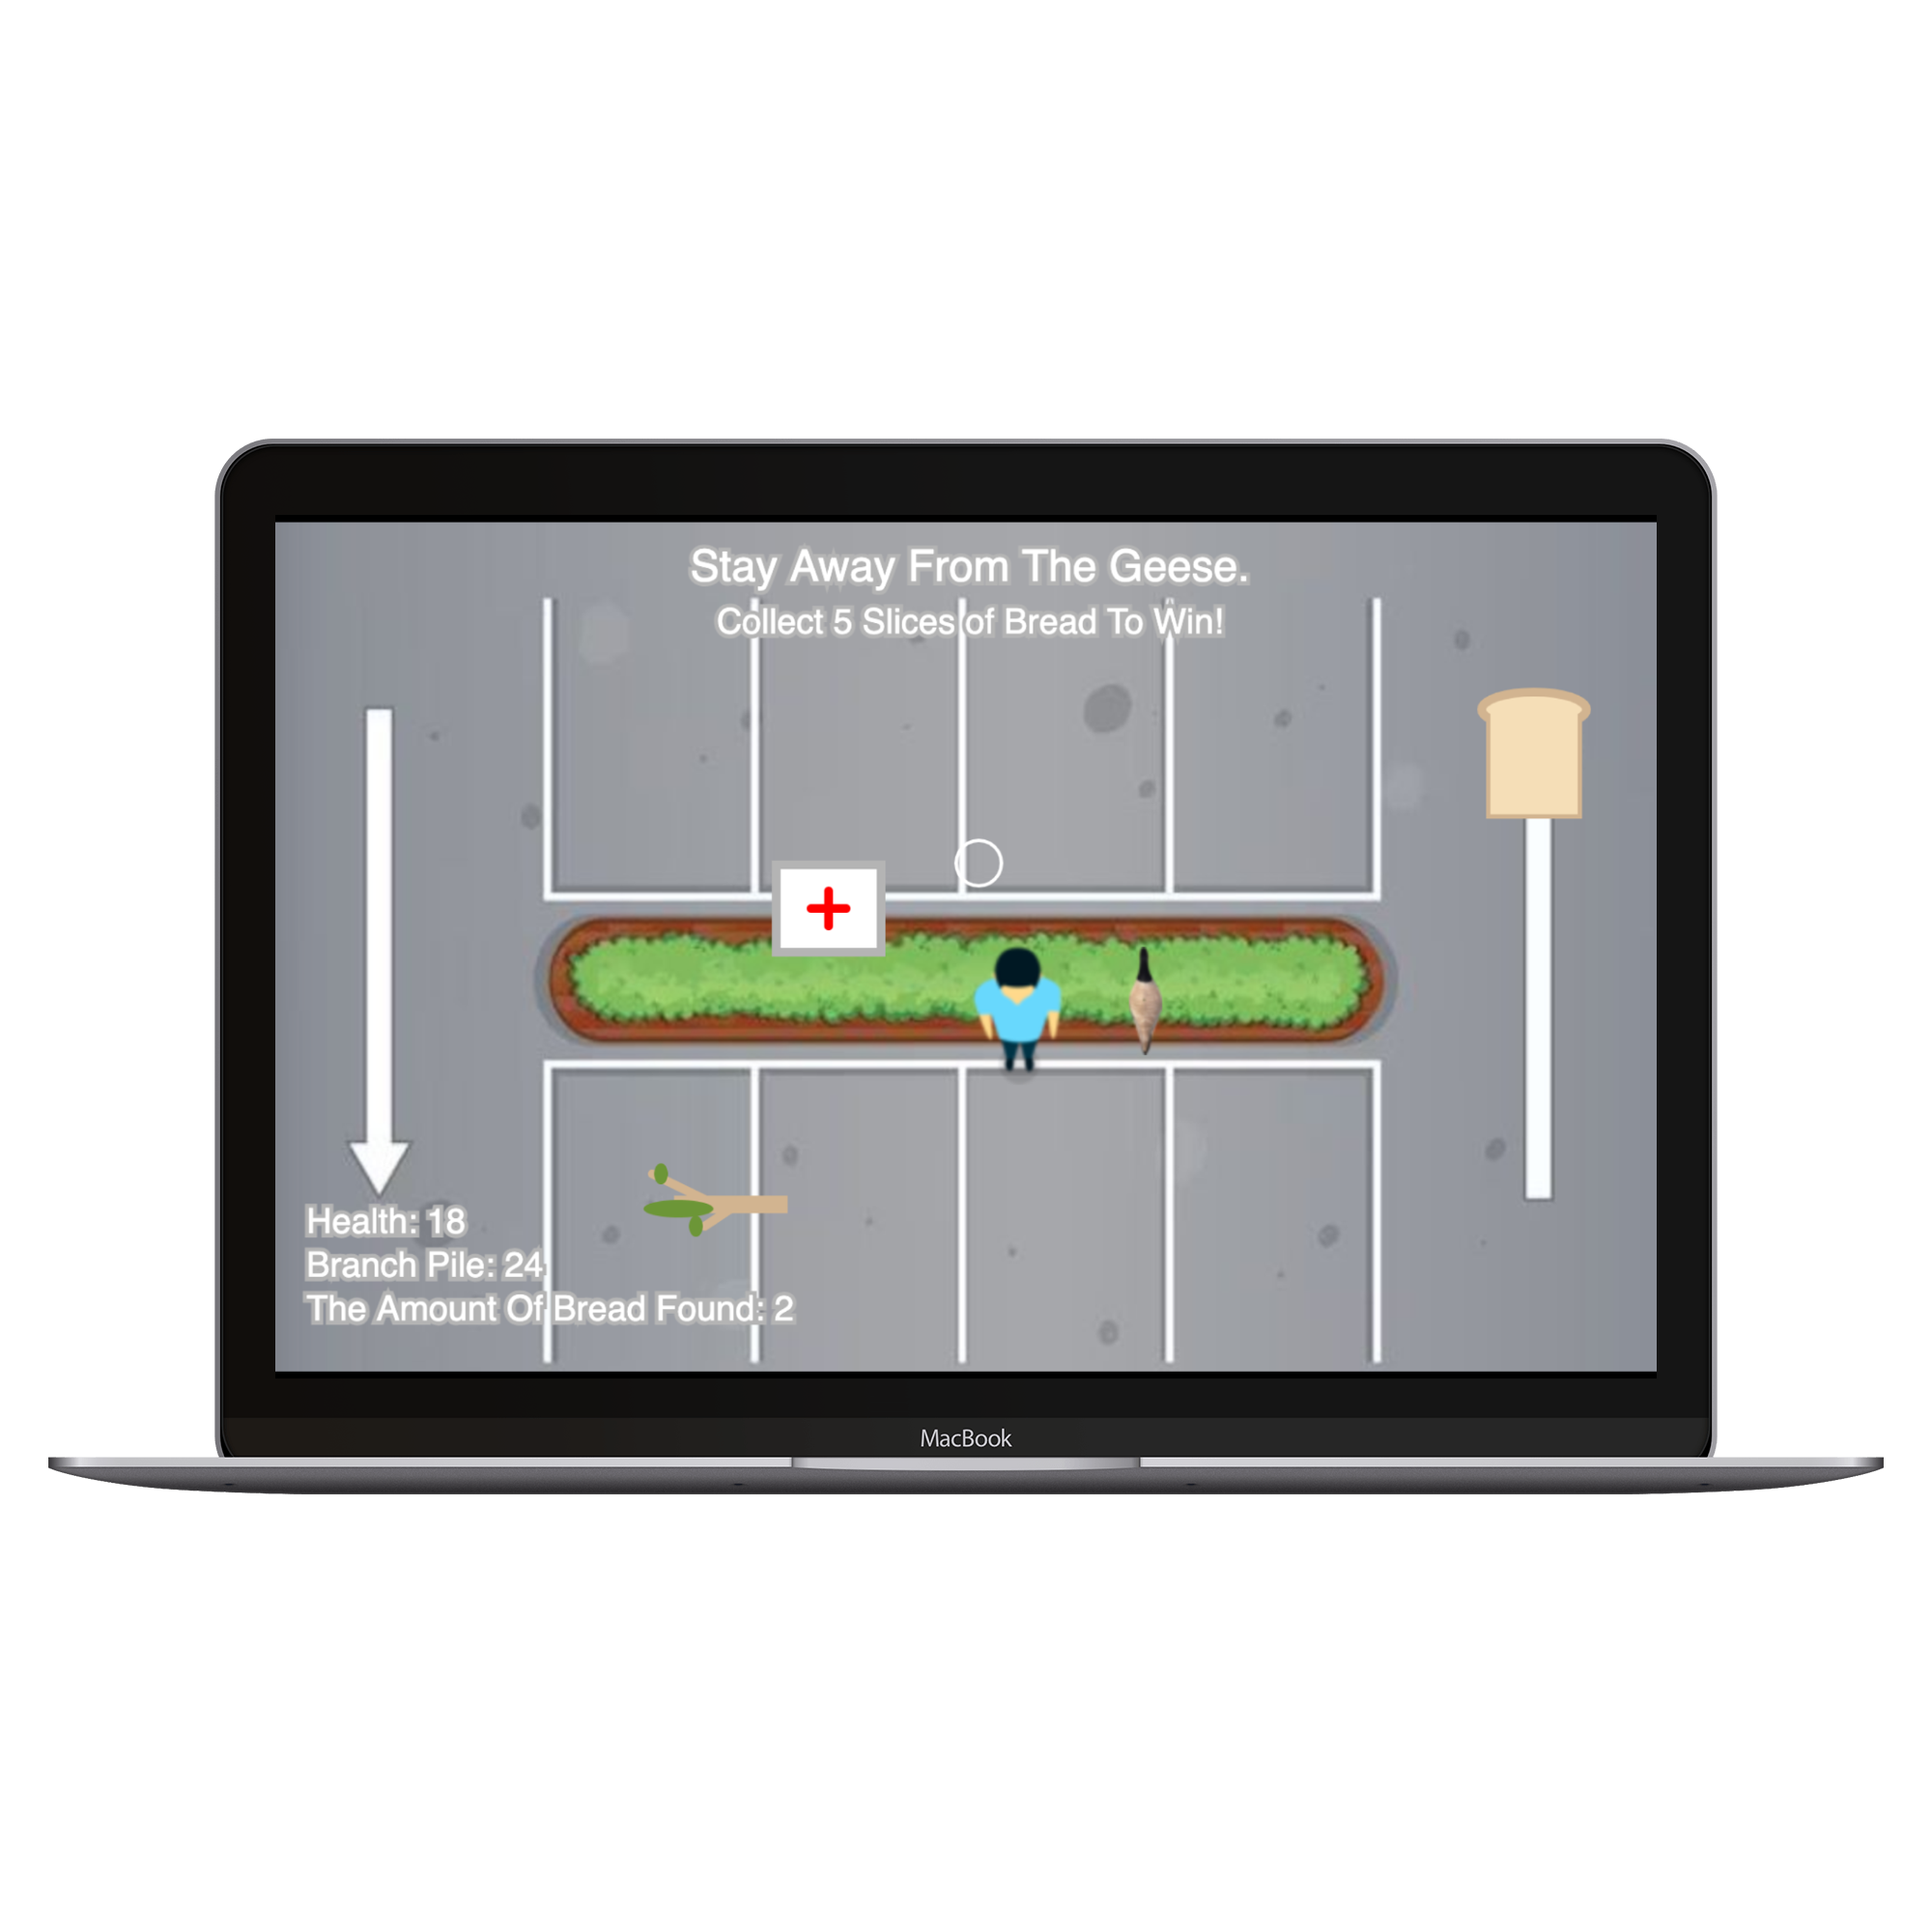 Stay Away From The Geese.
Collect 5 Slices of Bread To Win!
Health: 18
Branch Pile: 24
The Amount Of Bread Found: 2
MacBook